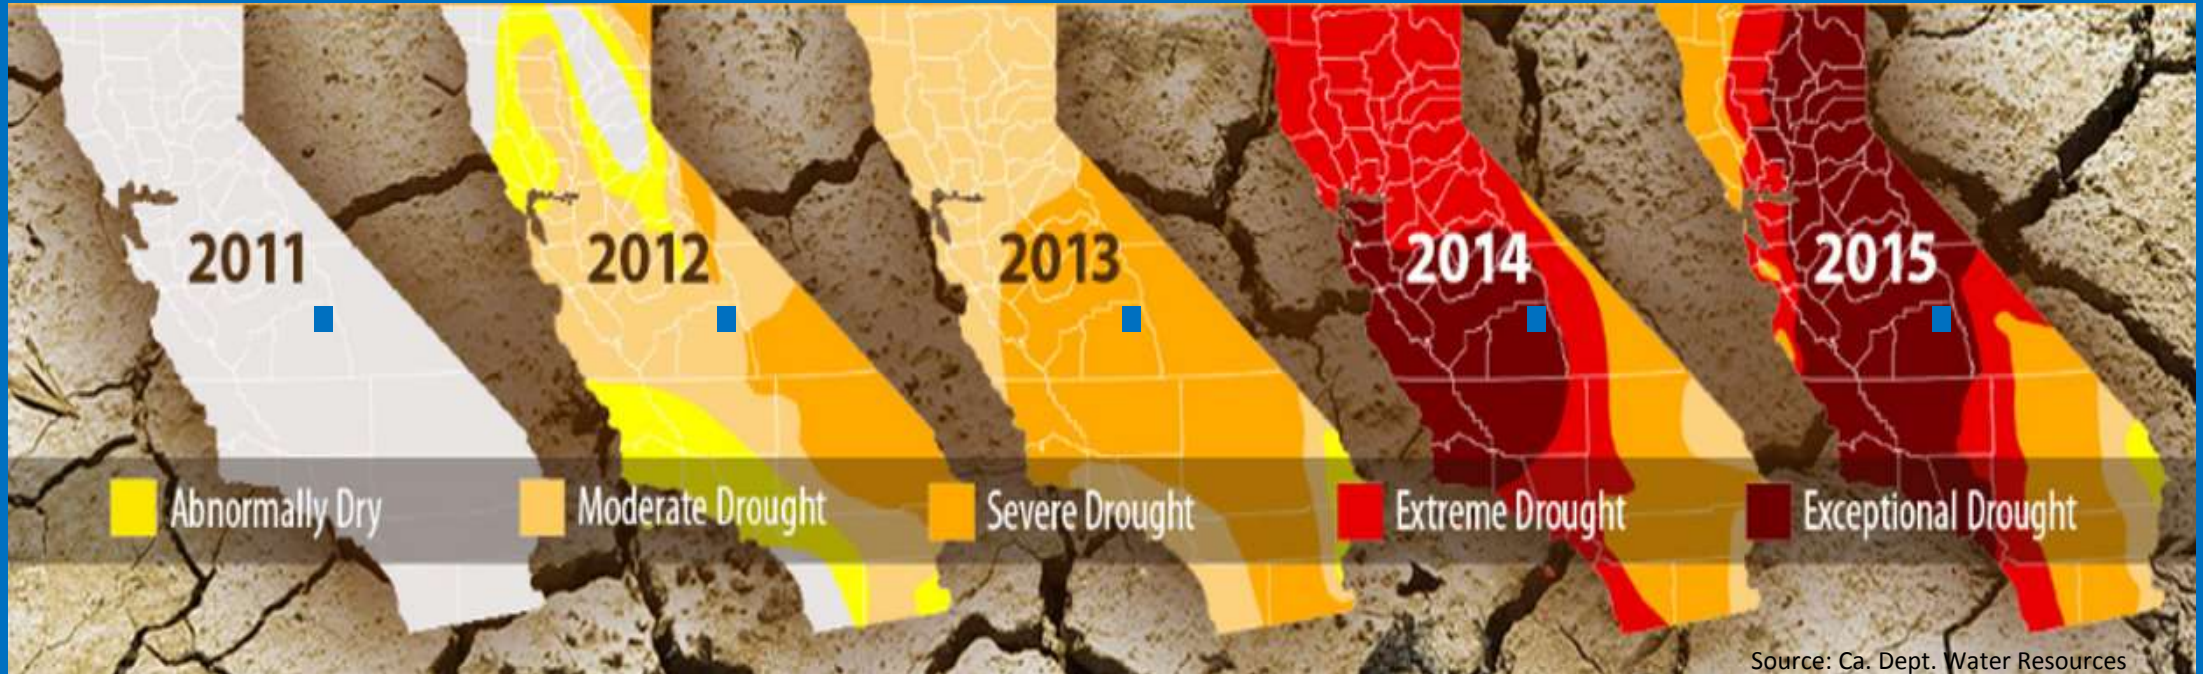 2011
2012
2013
2014
2015
Abnormally Dry
Moderate Drought
Severe Drought
Extreme Drought
Exceptional Drought
Source: Ca. Dept. Water Resources